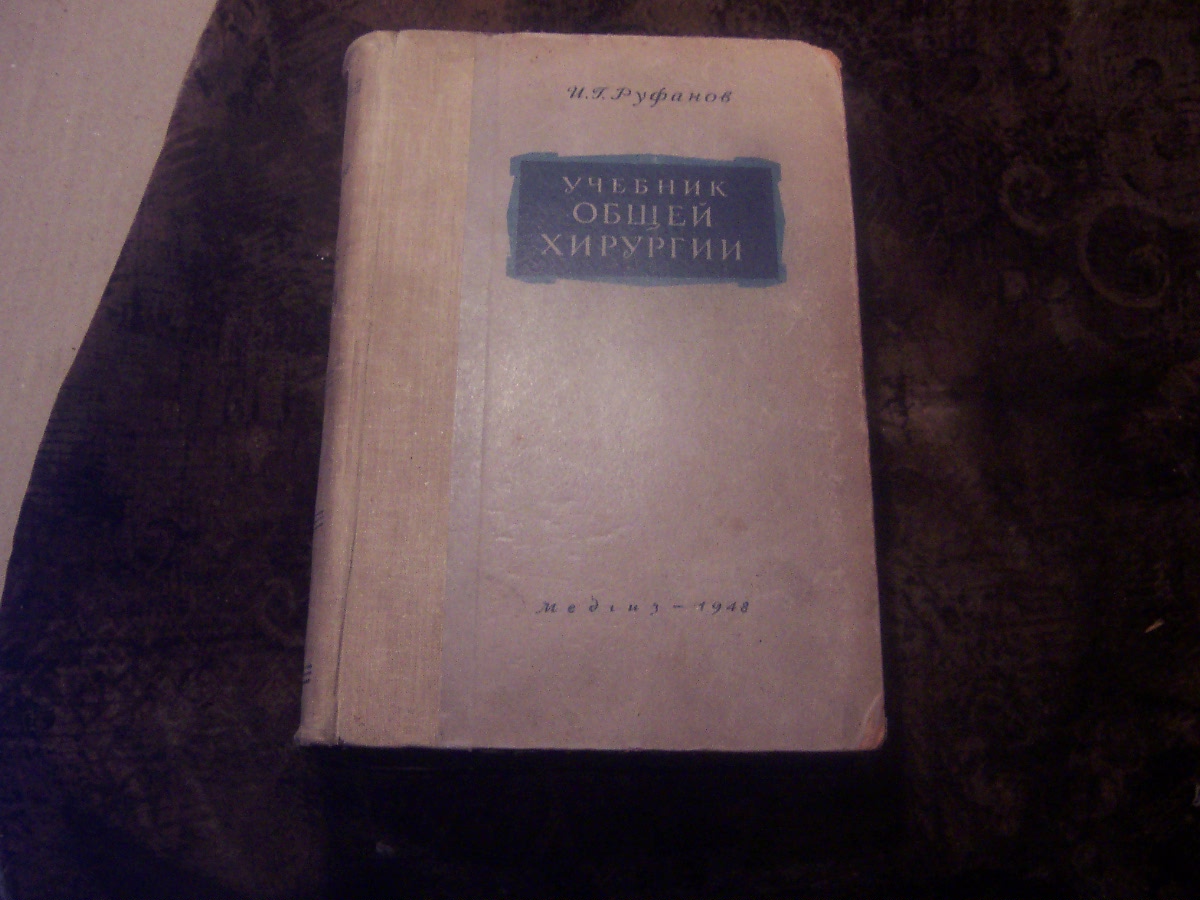 И.Г. Руфанов
УЧЕБНИК
ОБЩЕЙ
ХИРУРГИИ
Медгиз – 1948